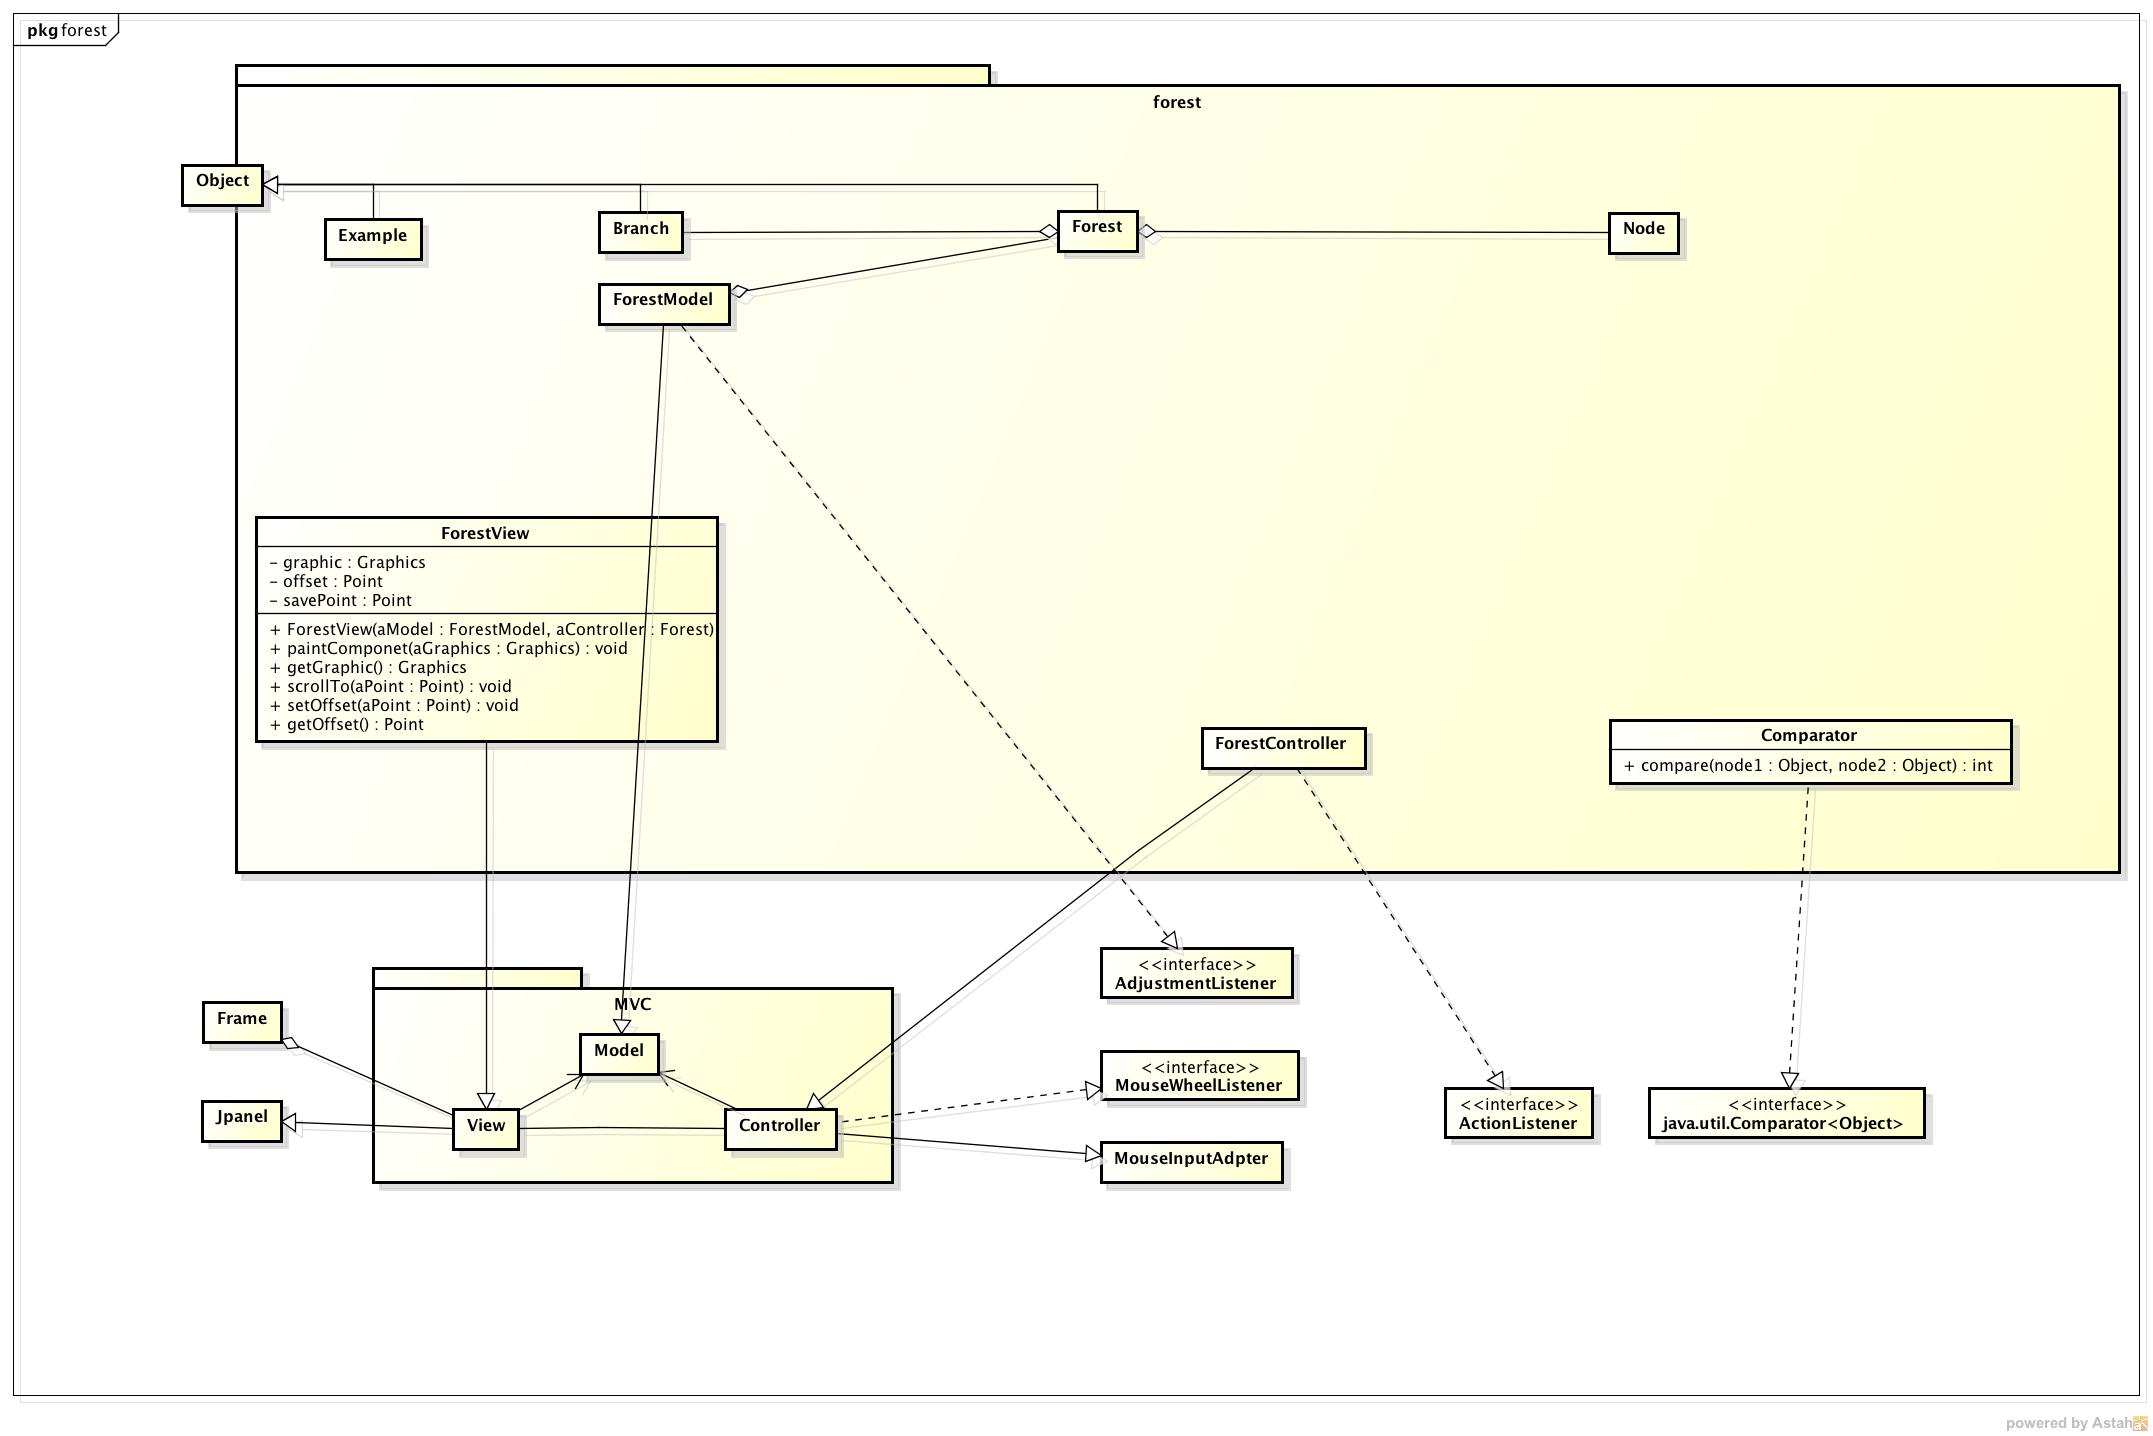 pkg forest
forest
Object
Example
Branch
Forest
Node
ForestModel
ForestView
– graphic : Graphics
– offset : Point
– savePoint : Point
+ ForestView(aModel : ForestModel, aController : Forest)
+ paintComponet(aGraphics : Graphics) : void
+ getGraphic() : Graphics
+ scrollTo(aPoint : Point) : void
+ setOffset(aPoint : Point) : void
+ getOffset() : Point
ForestController
Comparator
+ compare(node1 : Object, node2 : Object) : int
<<interface>>
AdjustmentListener
MVC
Frame
Model
<<interface>>
MouseWheelListener
<<interface>>
ActionListener
<<interface>>
java.util.Comparator<Object>
Jpanel
View
Controller
MouseInputAdpter
powered by Astah